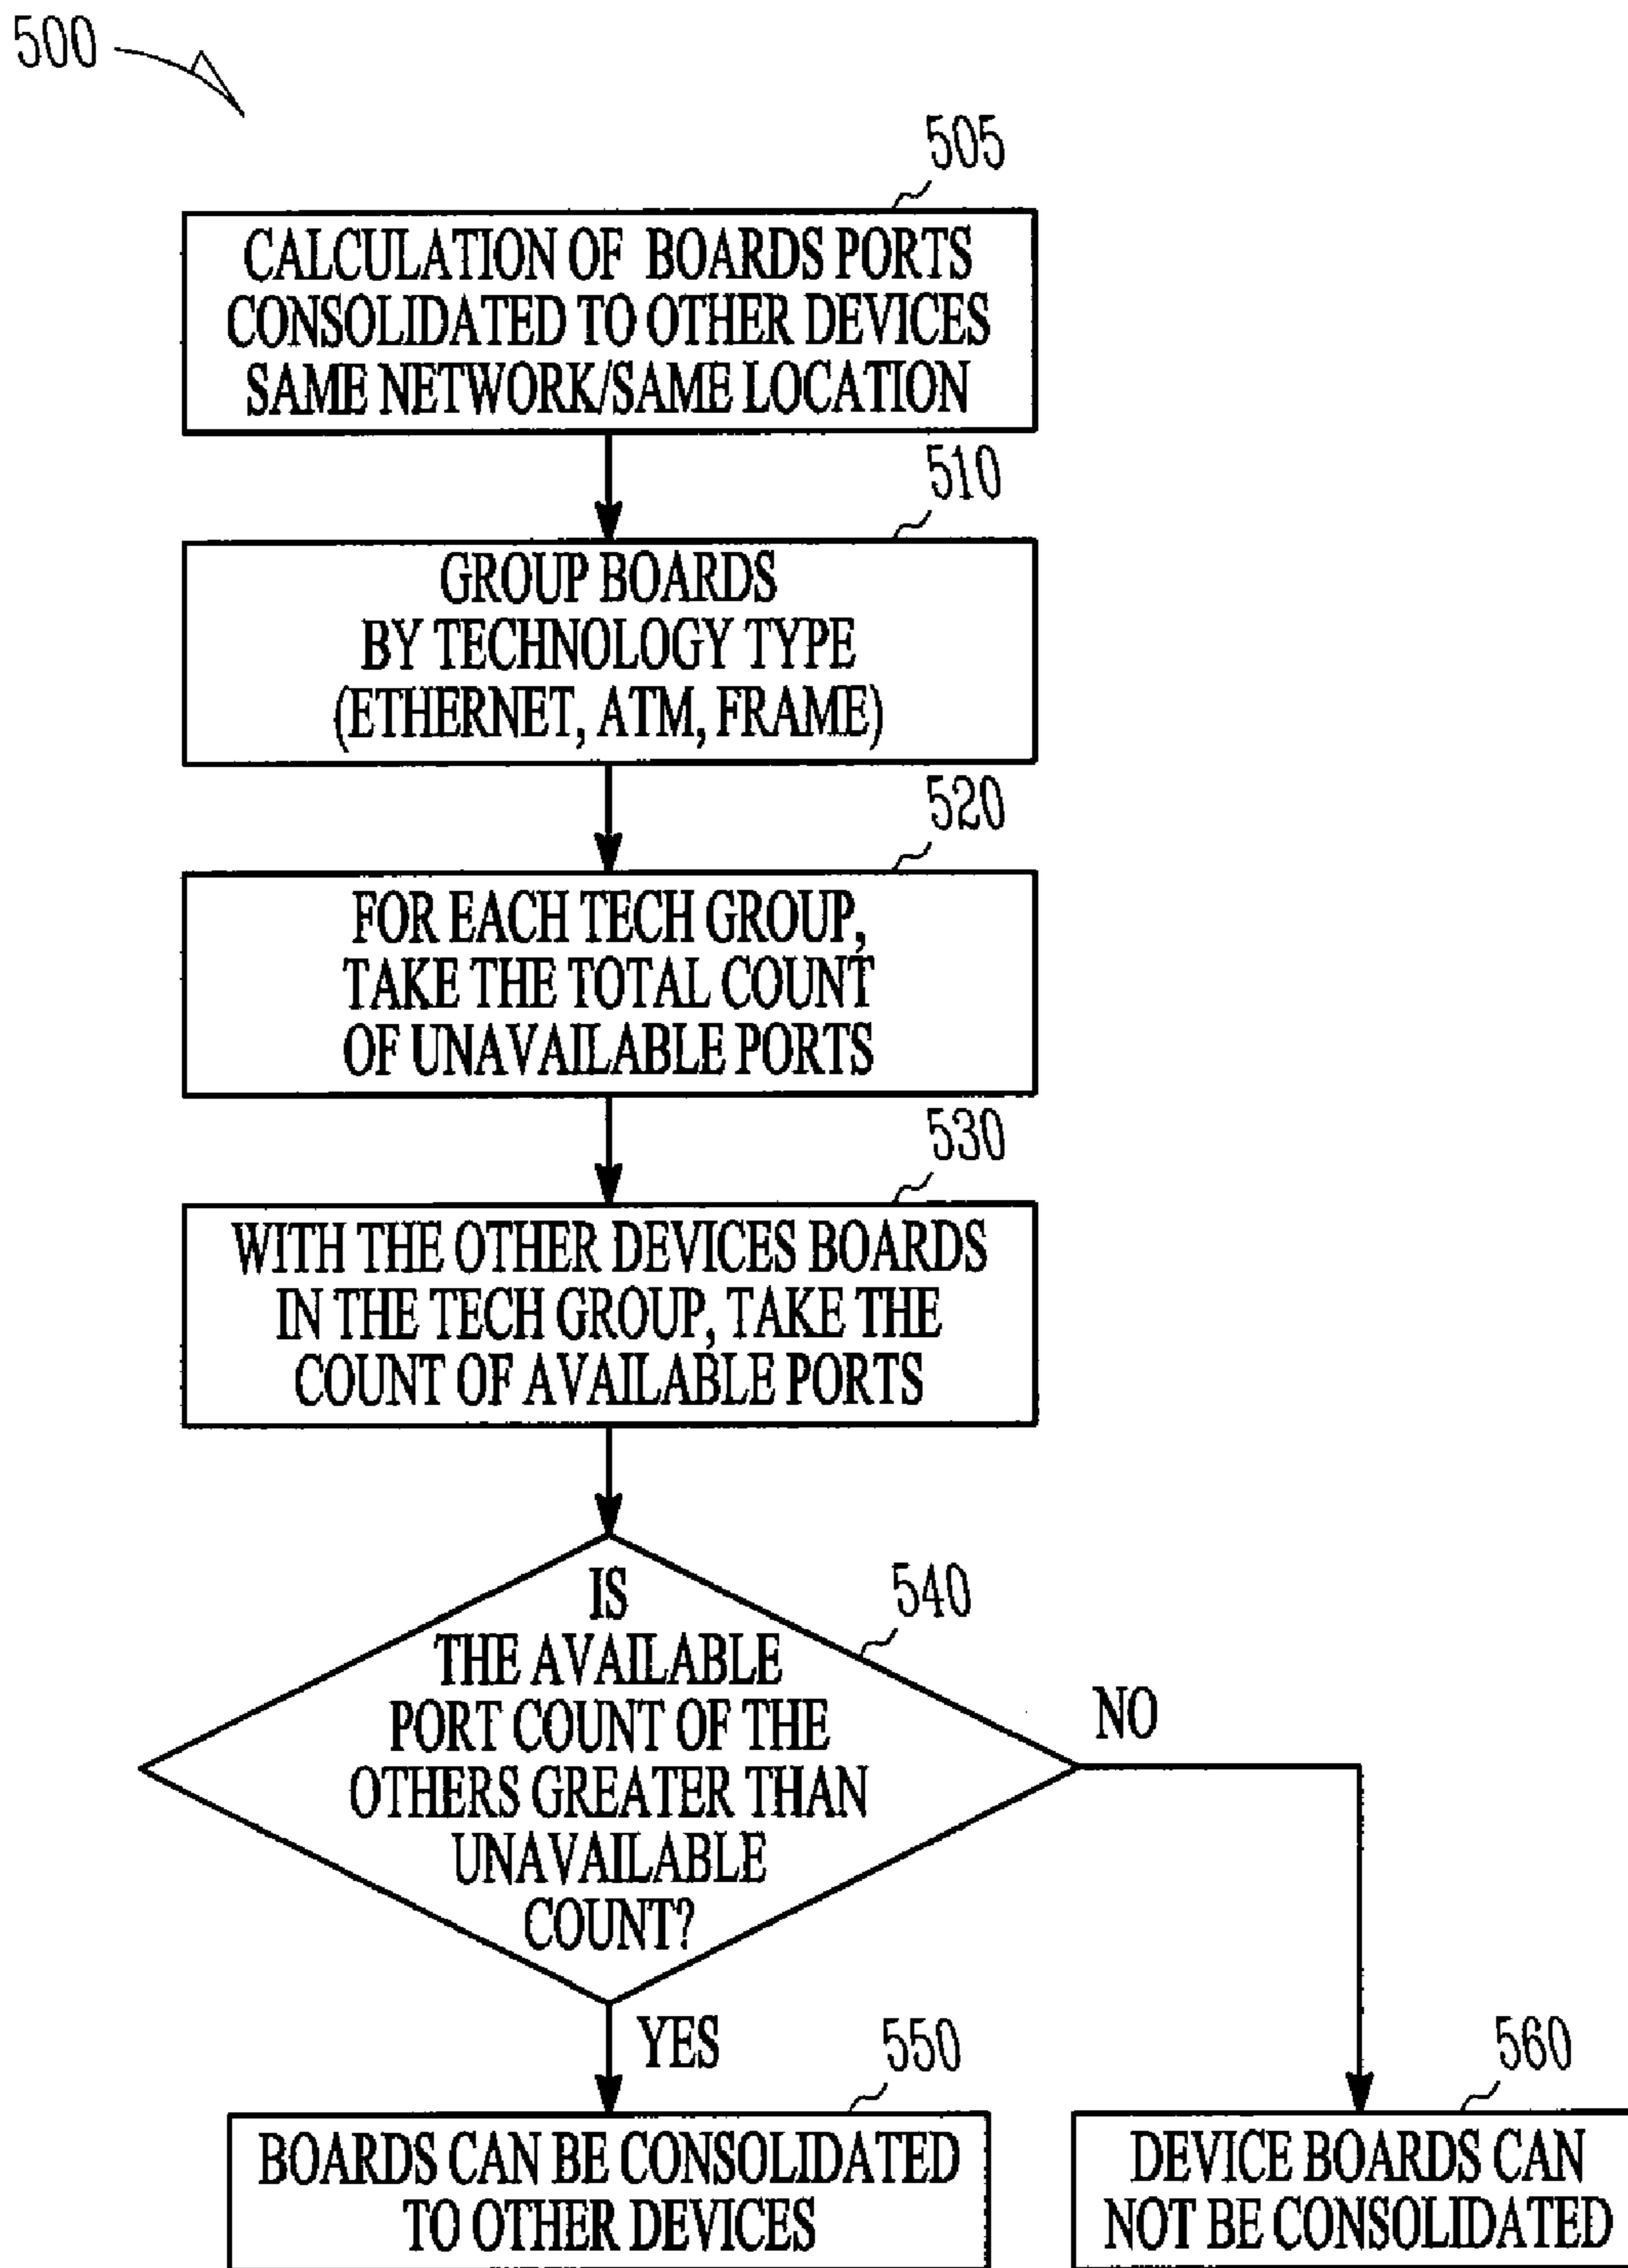 500
505
CALCULATION OF BOARDS PORTS
CONSOLIDATED TO OTHER DEVICES
SAME NETWORK/SAME LOCATION
510
GROUP BOARDS
BY TECHNOLOGY TYPE
(ETHERNET, ATM, FRAME)
520
FOR EACH TECH GROUP,
TAKE THE TOTAL COUNT
OF UNAVAILABLE PORTS
530
WITH THE OTHER DEVICES BOARDS
IN THE TECH GROUP, TAKE THE
COUNT OF AVAILABLE PORTS
540
IS
THE AVAILABLE
PORT COUNT OF THE
OTHERS GREATER THAN
UNAVAILABLE
COUNT?
NO
YES
550
BOARDS CAN BE CONSOLIDATED
TO OTHER DEVICES
560
DEVICE BOARDS CAN
NOT BE CONSOLIDATED